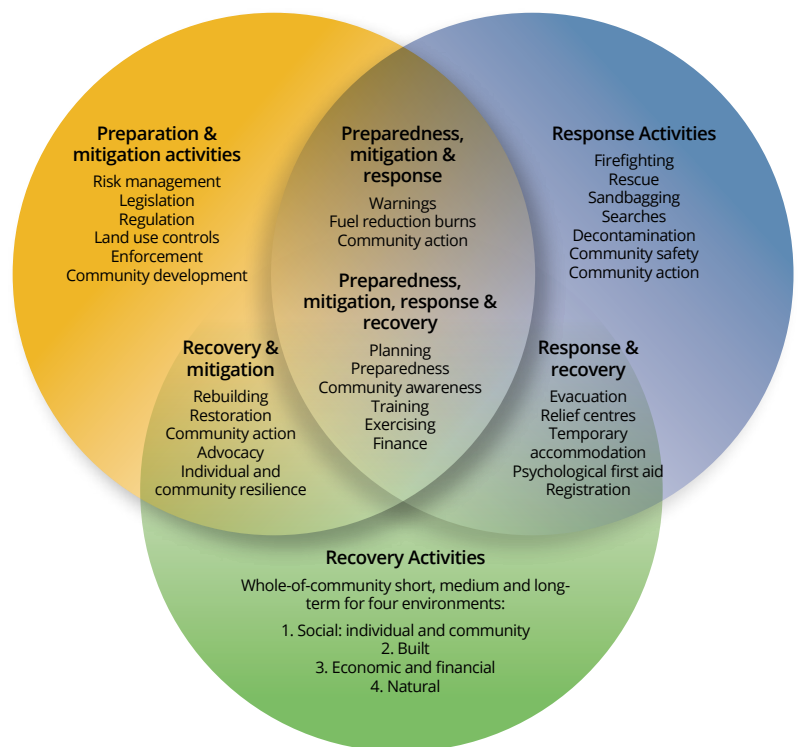 Preparation &
mitigation activities
Risk management
Legislation
Regulation
Land use controls
Enforcement
Community development
Preparedness,
mitigation &
response
Warnings
Fuel reduction burns
Community action
Response Activities
Firefighting
Rescue
Sandbagging
Searches
Decontamination
Community safety
Community action
Preparedness,
mitigation, response &
recovery
Planning
Preparedness
Community awareness
Training
Exercising
Finance
Recovery &
mitigation
Rebuilding
Restoration
Community action
Advocacy
Individual and
community resilience
Response &
recovery
Evacuation
Relief centres
Temporary
accommodation
Psychological first aid
Registration
Recovery Activities
Whole-of-community short, medium and long-
term for four environments:
1. Social: individual and community
2. Built
3. Economic and financial
4. Natural